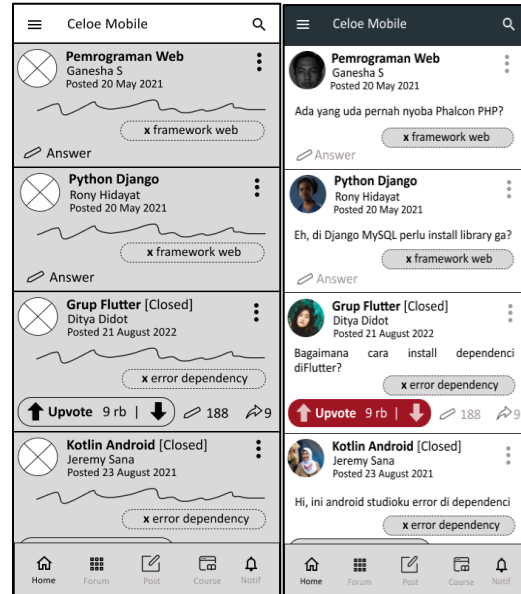 Celoe Mobile
Pemrograman Web
Ganesha S
Posted 20 May 2021
x framework web
Answer
Python Django
Rony Hidayat
Posted 20 May 2021
x framework web
Answer
Grup Flutter [Closed]
Ditya Didot
Posted 21 August 2022
x error dependency
Upvote 9 rb | 188 9
Kotlin Android [Closed]
Jeremy Sana
Posted 23 August 2021
x error dependency
Home Forum Post Course Notif
Celoe Mobile
Pemrograman Web
Ganesha S
Posted 20 May 2021
Ada yang uda pernah nyoba Phalcon PHP?
x framework web
Answer
Python Django
Rony Hidayat
Posted 20 May 2021
Eh, di Django MySQL perlu install library ga?
x framework web
Answer
Grup Flutter [Closed]
Ditya Didot
Posted 21 August 2022
Bagaimana cara install dependenci
diFlutter?
x error dependency
Upvote 9 rb | 188 9
Kotlin Android [Closed]
Jeremy Sana
Posted 23 August 2021
Hi, ini android studioku error di dependenci
x error dependency
Home Forum Post Course Notif